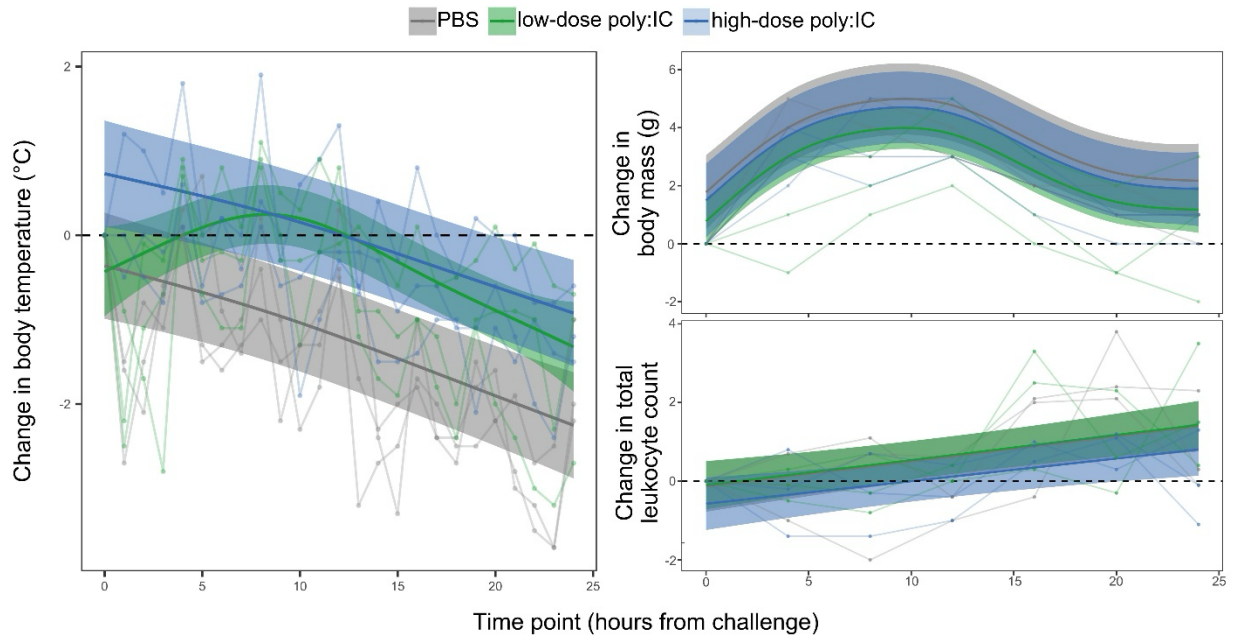 PBS low-dose poly:IC high-dose poly:IC
Change in body temperature (°C)
2
0
-2
0 5 10 15 20 25
Change in
body mass (g)
6
4
2
0
-2
Change in total
leukocyte count
4
2
0
-2
0 5 10 15 20 25
Time point (hours from challenge)